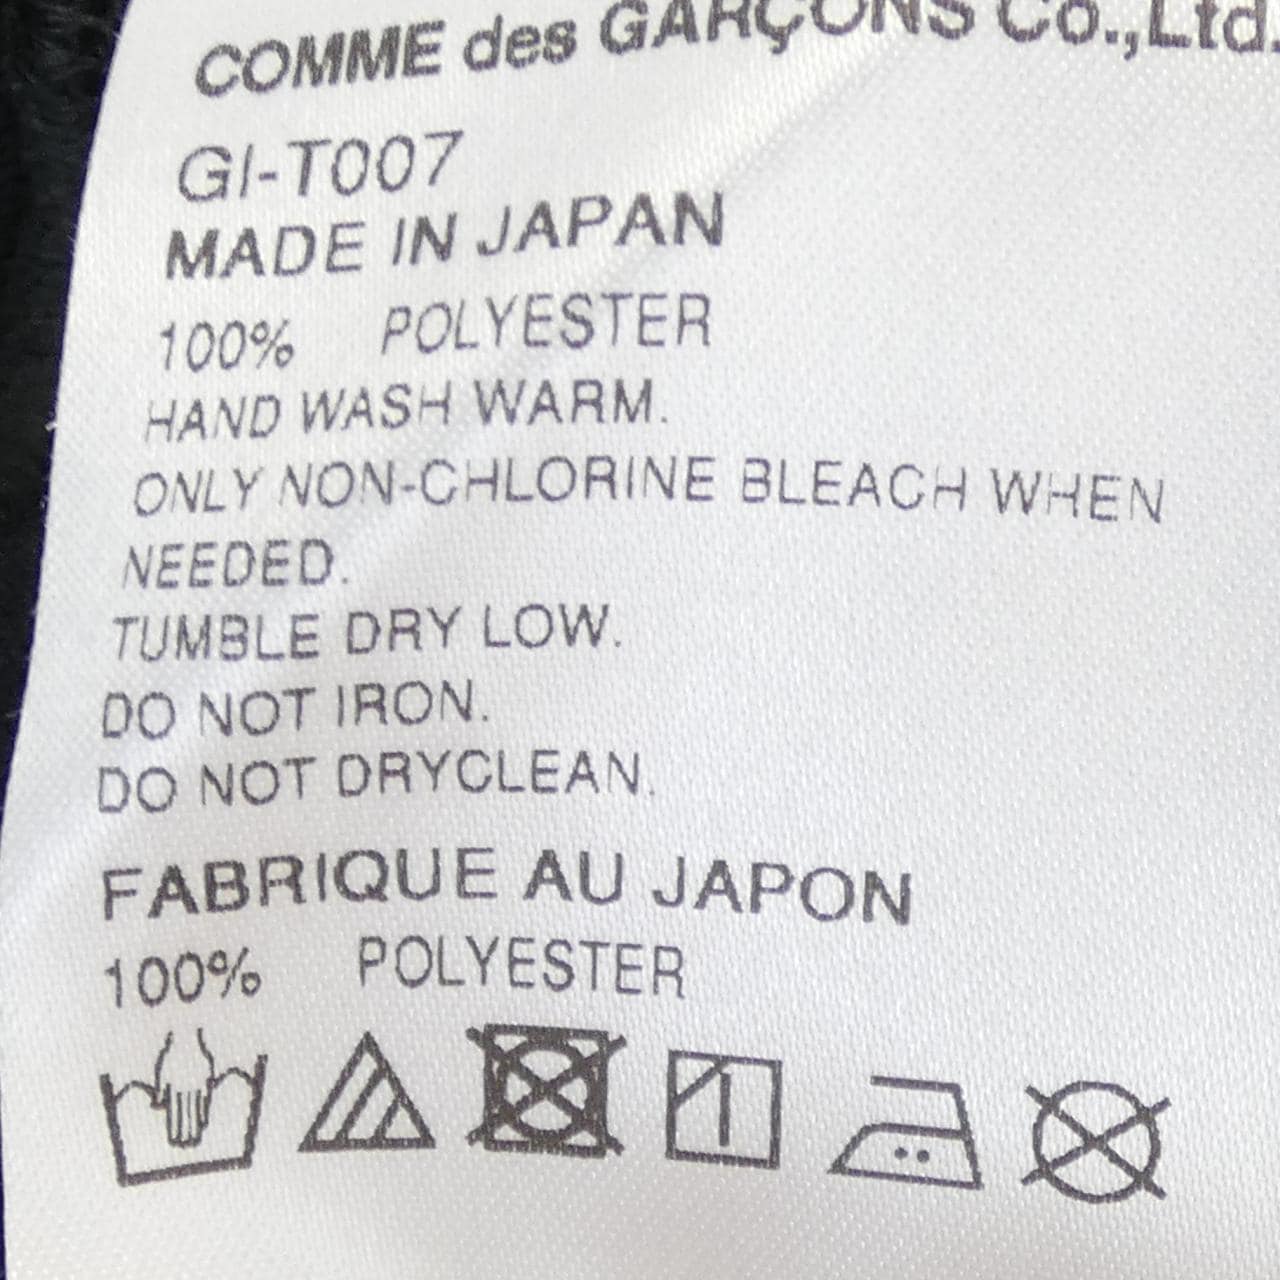 COMME des GARÇONS Co.,Ltd.
GI-T007
MADE IN JAPAN
100% POLYESTER
HAND WASH WARM.
ONLY NON-CHLORINE BLEACH WHEN
NEEDED.
TUMBLE DRY LOW.
DO NOT IRON.
DO NOT DRYCLEAN.
FABRIQUE AU JAPON
100% POLYESTER